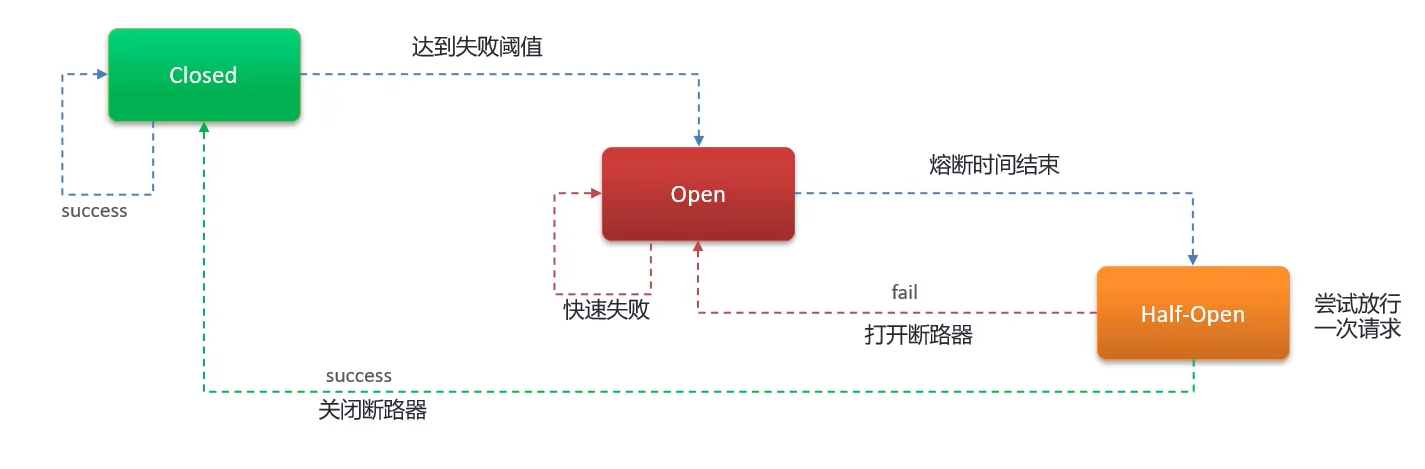 达到失败阈值
Closed
熔断时间结束
Open
success
fail
快速失败
Half-Open
尝试放行
一次请求
打开断路器
success
关闭断路器